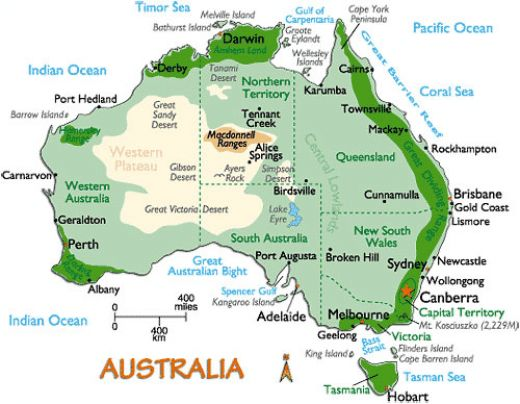 Timor Sea
Melville Island
Bathurst Island
Gulf of
Carpentaria
Cape York
Peninsula
Pacific Ocean
Darwin
Arnhem Land
Groote
Eylandt
Wellesley
Islands
Indian Ocean
Derby
Tanami
Desert
Cairns
Great Barrier Reef
Coral Sea
Northern
Territory
Karumba
Port Hedland
Great
Sandy
Desert
Tennant
Creek
Townsville
Barrow Island
Hamersley
Range
Macdonnell
Ranges
Mackay
Rockhampton
Western
Plateau
Alice
Springs
Queensland
Gibson
Desert
Ayers
Rock
Simpson
Desert
Central Lowlands
Great Dividing Range
Carnarvon
Western
Australia
Birdsville
Cunnamulla
Brisbane
Gold Coast
Geraldton
Great Victoria Desert
Lake
Eyre
Lismore
South Australia
New South
Wales
Perth
Darling
Range
Great
Australian Bight
Port Augusta
Broken Hill
Sydney
Newcastle
Wollongong
Albany
Spencer Gulf
Kangaroo Island
Canberra
Capital Territory
Mt. Kosciuszka (2,229M)
0
400
miles
0
400
km
Adelaide
Melbourne
Geelong
Victoria
Indian Ocean
King Island
Bass
Strait
Flinders Island
Cape Barren Island
AUSTRALIA
Tasmania
Tasman Sea
Hobart